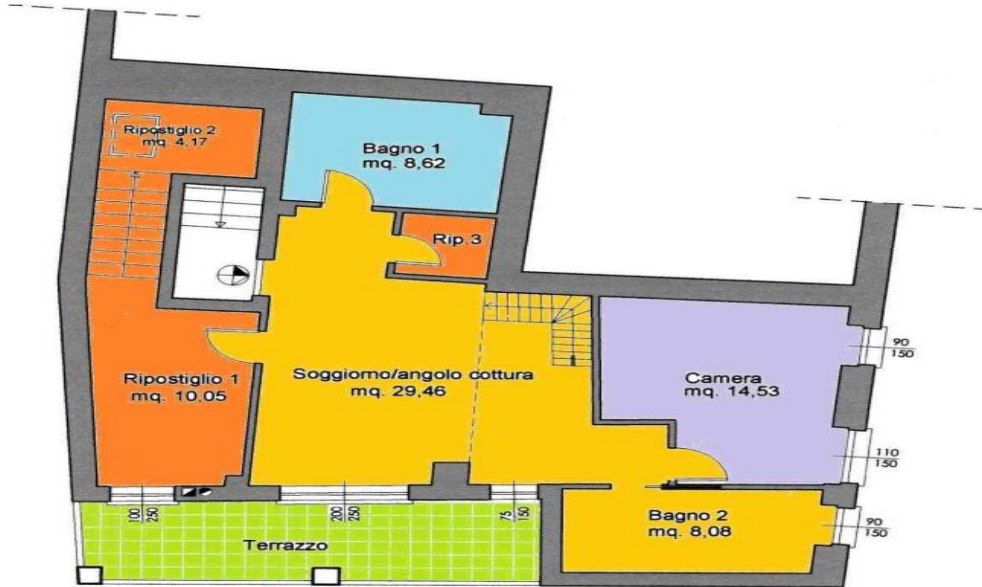 Ripostiglio 2
mq. 4,17
Bagno 1
mq. 8,62
Rip.3
Ripostiglio 1
mq. 10,05
Soggiorno/angolo cottura
mq. 29,46
Camera
mq. 14,53
90
150
110
150
100
250
200
250
75
150
Bagno 2
mq. 8,08
90
150
Terrazzo